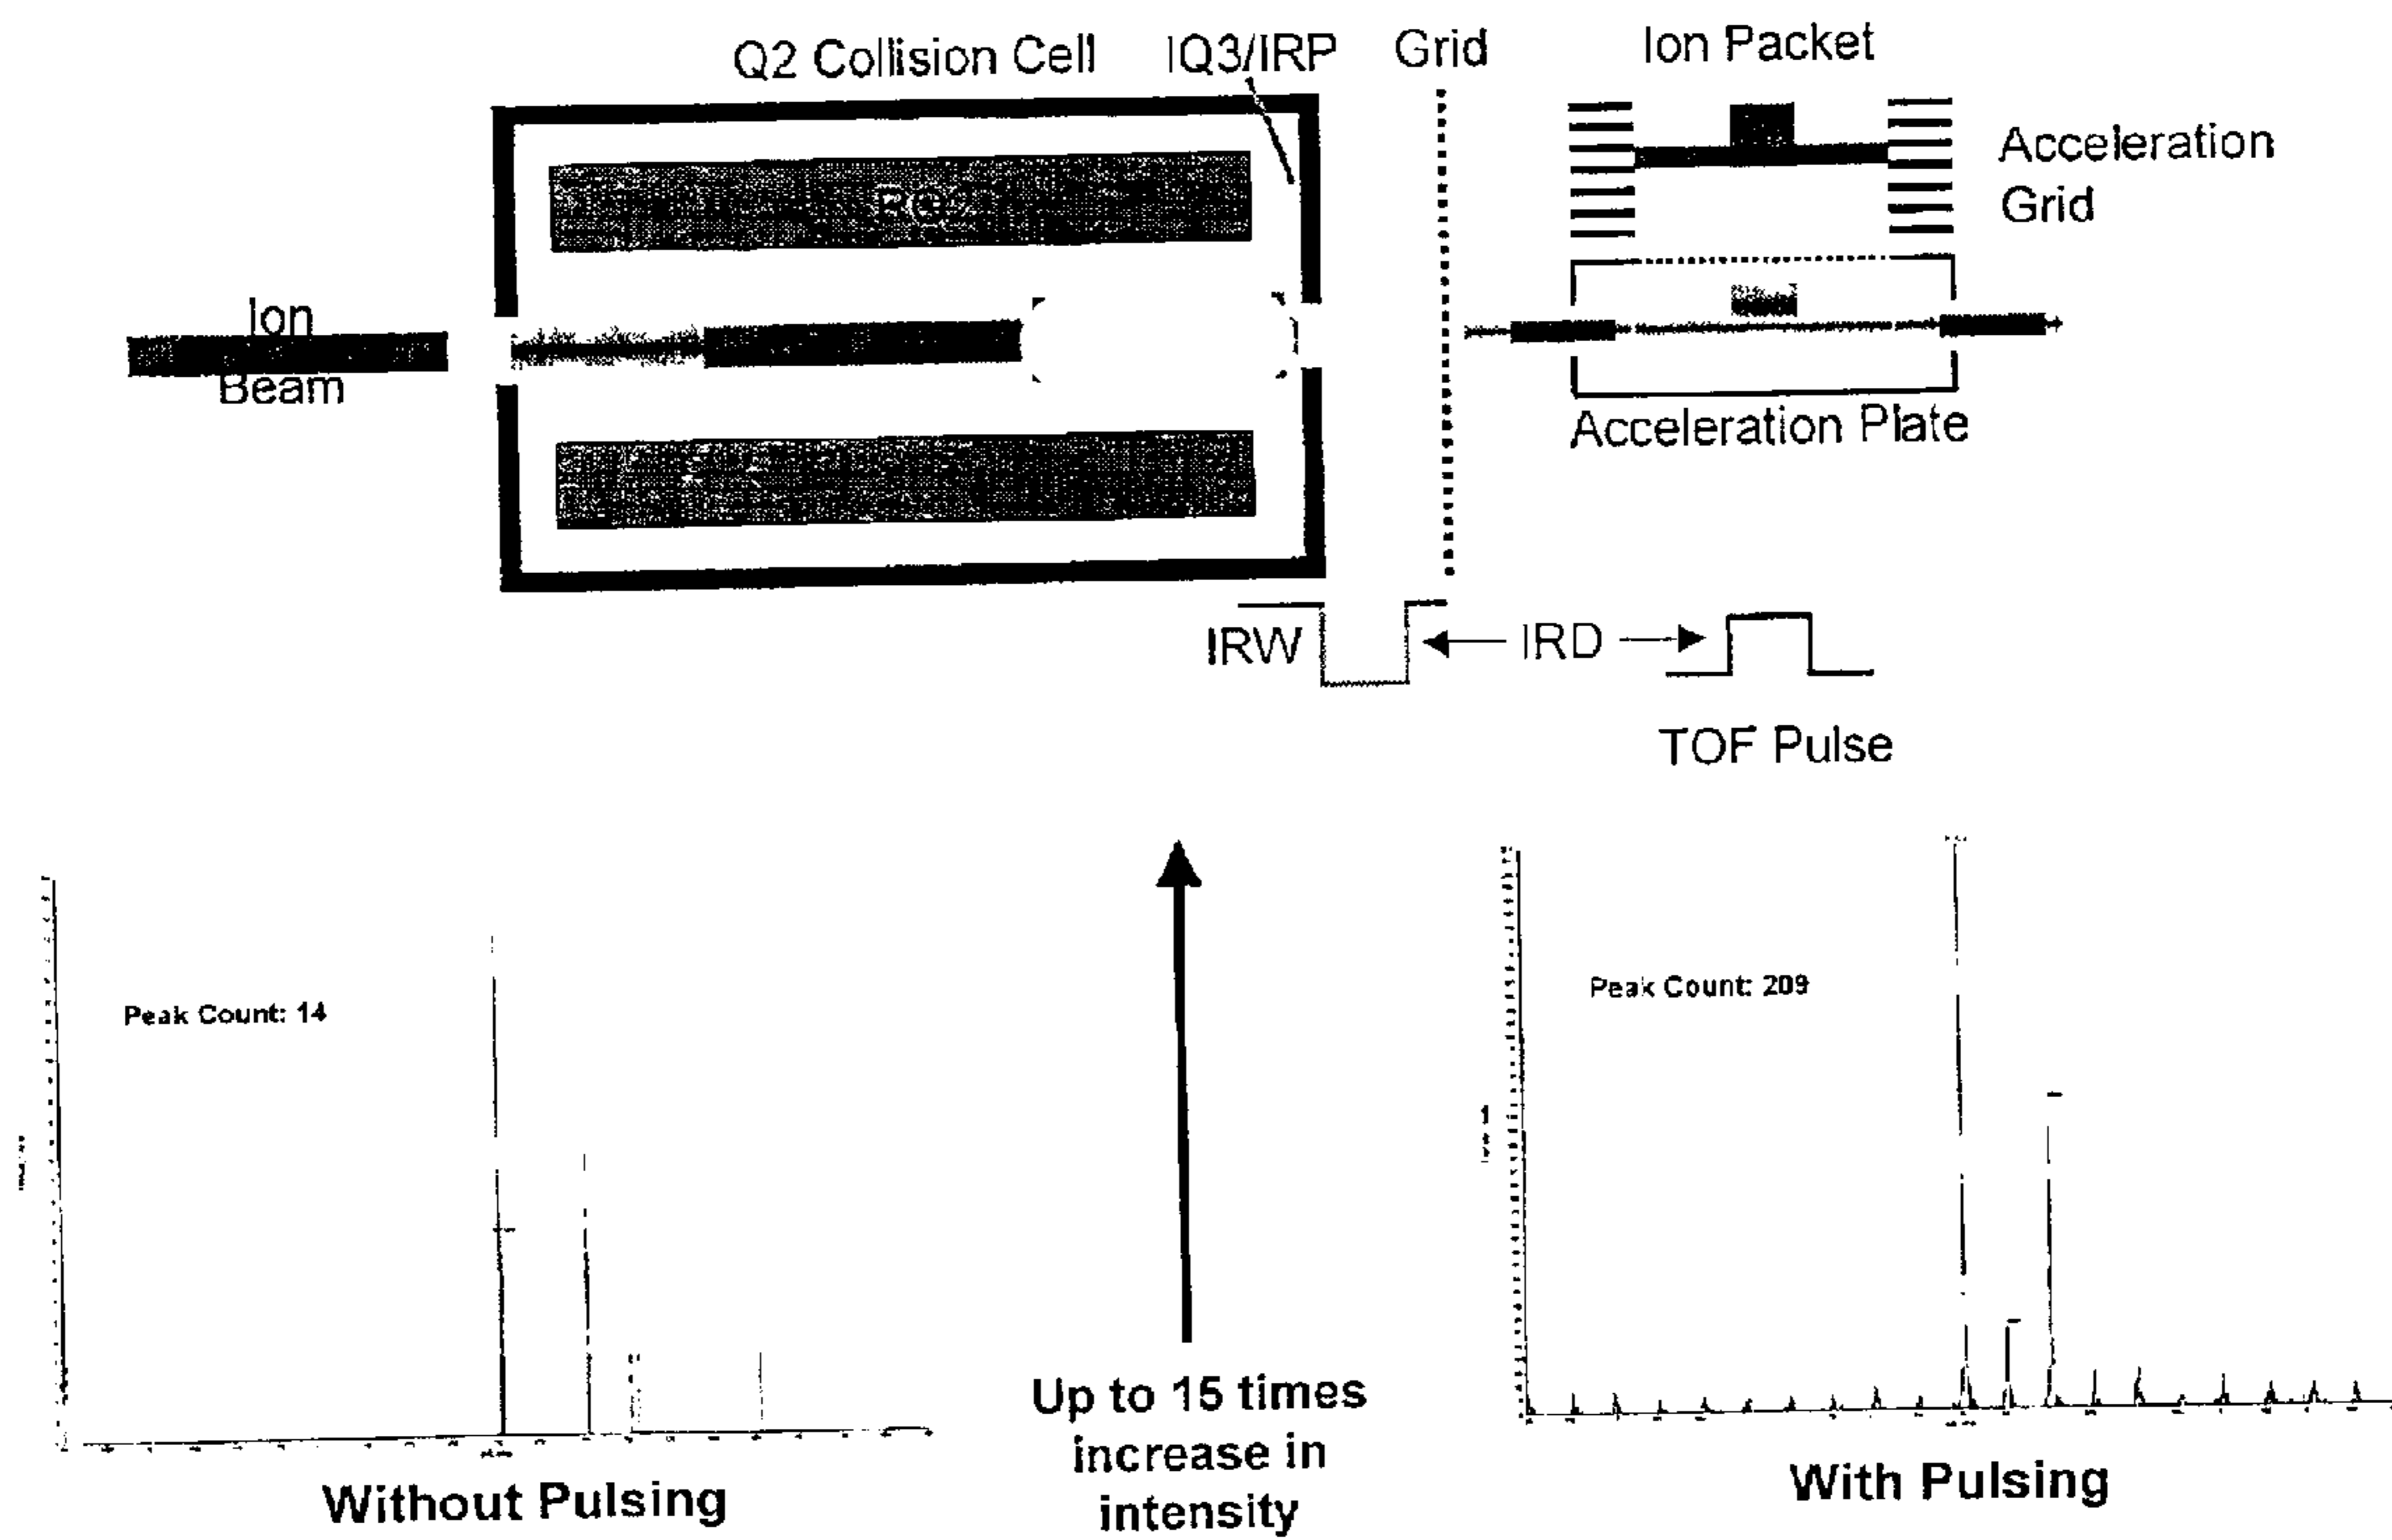 Q2 Collision Cell
IQ3/IRP
Grid
Ion Packet
Acceleration
Grid
Ion
Beam
Acceleration Plate
IRW
IRD
TOF Pulse
Peak Count: 14
Peak Count: 209
Up to 15 times
increase in
intensity
Without Pulsing
With Pulsing